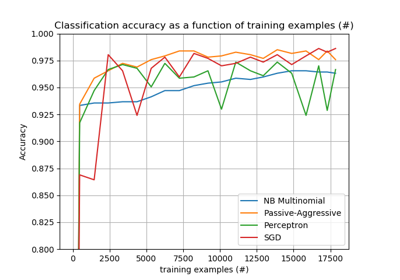 Classification accuracy as a function of training examples (#)
1.000
0.975
0.950
0.925
0.900
0.875
0.850
0.825
0.800
Accuracy
NB Multinomial
Passive-Aggressive
Perceptron
SGD
0 2500 5000 7500 10000 12500 15000 17500
training examples (#)